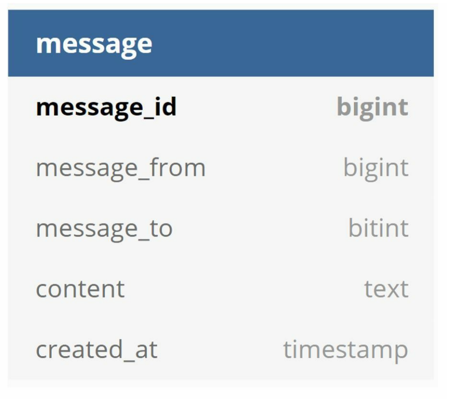 message
message_id bigint
message_from bigint
message_to bitint
content text
created_at timestamp